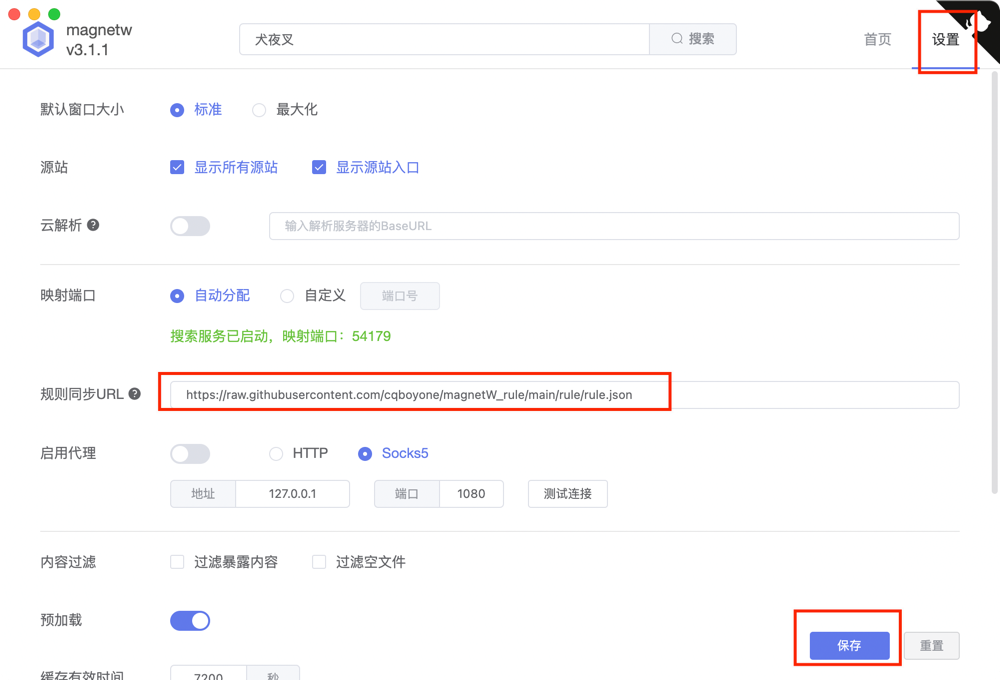 magnetw
v3.1.1
犬夜叉
搜索
首页
设置
默认窗口大小
标准
最大化
源站
显示所有源站
显示源站入口
云解析
输入解析服务器的BaseURL
映射端口
自动分配
自定义
端口号
搜索服务已启动，映射端口：54179
规则同步URL
https://raw.githubusercontent.com/cqboyone/magnetW_rule/main/rule/rule.json
启用代理
HTTP
Socks5
地址
127.0.0.1
端口
1080
测试连接
内容过滤
过滤暴露内容
过滤空文件
预加载
保存
重置
缓存有效时间
7200
秒